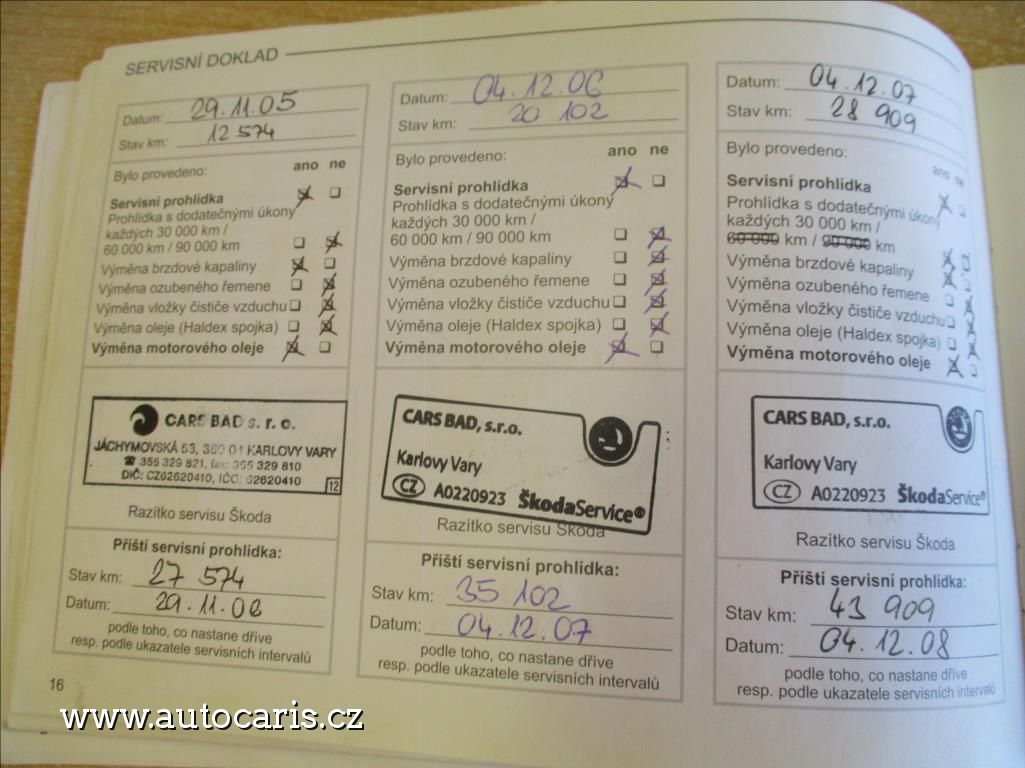 SERVISNÍ DOKLAD
Datum: 29.11.05
Stav km: 12 574
Bylo provedeno: ano ne
Servisní prohlídka
Prohlídka s dodatečnými úkony
každých 30 000 km /
60 000 km / 90 000 km
Výměna brzdové kapaliny
Výměna ozubeného řemene
Výměna vložky čističe vzduchu
Výměna oleje (Haldex spojka)
Výměna motorového oleje
CARS BAD s. r. o.
JÁCHYMOVSKÁ 53, 360 01 KARLOVY VARY
☎ 355 329 821, fax: 355 329 810
DIČ: CZ62620410, IČO: 62620410
12
Razítko servisu Škoda
Příští servisní prohlídka:
Stav km: 27 574
Datum: 29.11.06
podle toho, co nastane dříve
resp. podle ukazatele servisních intervalů
16
Datum: 04.12.06
Stav km: 20 102
Bylo provedeno: ano ne
Servisní prohlídka
Prohlídka s dodatečnými úkony
každých 30 000 km /
60 000 km / 90 000 km
Výměna brzdové kapaliny
Výměna ozubeného řemene
Výměna vložky čističe vzduchu
Výměna oleje (Haldex spojka)
Výměna motorového oleje
CARS BAD, s.r.o.
Karlovy Vary
CZ A0220923 ŠkodaService®
Razítko servisu Škoda
Příští servisní prohlídka:
Stav km: 35 102
Datum: 04.12.07
podle toho, co nastane dříve
resp. podle ukazatele servisních intervalů
Datum: 04.12.07
Stav km: 28 909
Bylo provedeno: ano ne
Servisní prohlídka
Prohlídka s dodatečnými úkony
každých 30 000 km /
60 000 km / 90 000 km
Výměna brzdové kapaliny
Výměna ozubeného řemene
Výměna vložky čističe vzduchu
Výměna oleje (Haldex spojka)
Výměna motorového oleje
CARS BAD, s.r.o.
Karlovy Vary
CZ A0220923 ŠkodaService®
Razítko servisu Škoda
Příští servisní prohlídka:
Stav km: 43 909
Datum: 04.12.08
podle toho, co nastane dříve
resp. podle ukazatele servisních intervalů
www.autocaris.cz